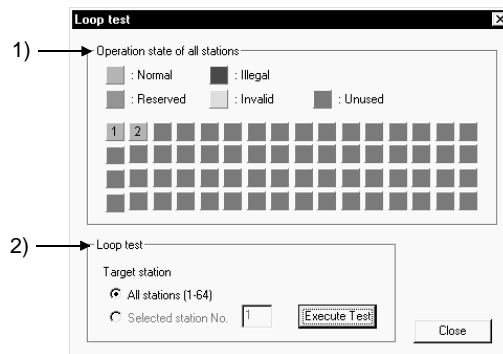 Loop test
1)
Operation state of all stations
: Normal : Illegal
: Reserved : Invalid : Unused
1 2
2)
Loop test
Target station
All stations (1-64)
Selected station No. 1 Execute Test
Close